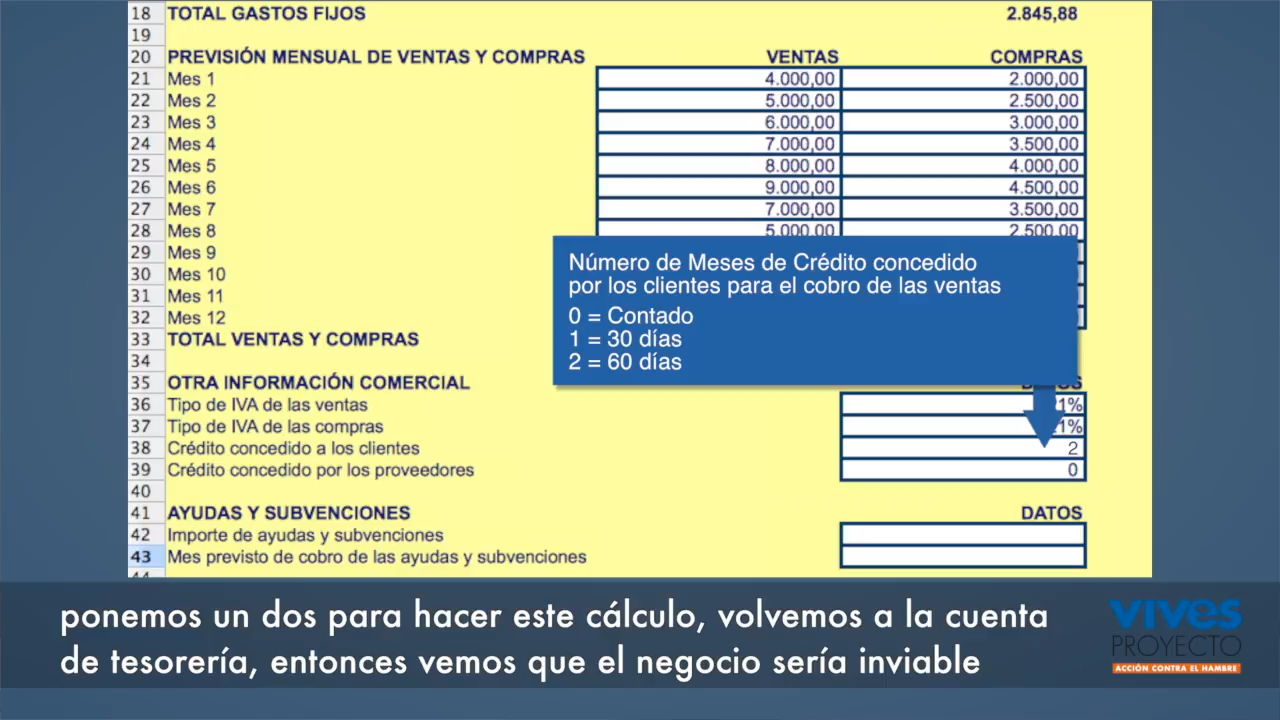 18 TOTAL GASTOS FIJOS 2.845,88
19
20 PREVISIÓN MENSUAL DE VENTAS Y COMPRAS VENTAS COMPRAS
21 Mes 1 4.000,00 2.000,00
22 Mes 2 5.000,00 2.500,00
23 Mes 3 6.000,00 3.000,00
24 Mes 4 7.000,00 3.500,00
25 Mes 5 8.000,00 4.000,00
26 Mes 6 9.000,00 4.500,00
27 Mes 7 7.000,00 3.500,00
28 Mes 8 5.000,00 2.500,00
29 Mes 9
30 Mes 10
31 Mes 11
32 Mes 12
33 TOTAL VENTAS Y COMPRAS
34
Número de Meses de Crédito concedido
por los clientes para el cobro de las ventas
0 = Contado
1 = 30 días
2 = 60 días
35 OTRA INFORMACIÓN COMERCIAL
36 Tipo de IVA de las ventas
37 Tipo de IVA de las compras
38 Crédito concedido a los clientes 2
39 Crédito concedido por los proveedores 0
40
41 AYUDAS Y SUBVENCIONES DATOS
42 Importe de ayudas y subvenciones
43 Mes previsto de cobro de las ayudas y subvenciones
ponemos un dos para hacer este cálculo, volvemos a la cuenta
de tesorería, entonces vemos que el negocio sería inviable
vives
PROYECTO
ACCIÓN CONTRA EL HAMBRE